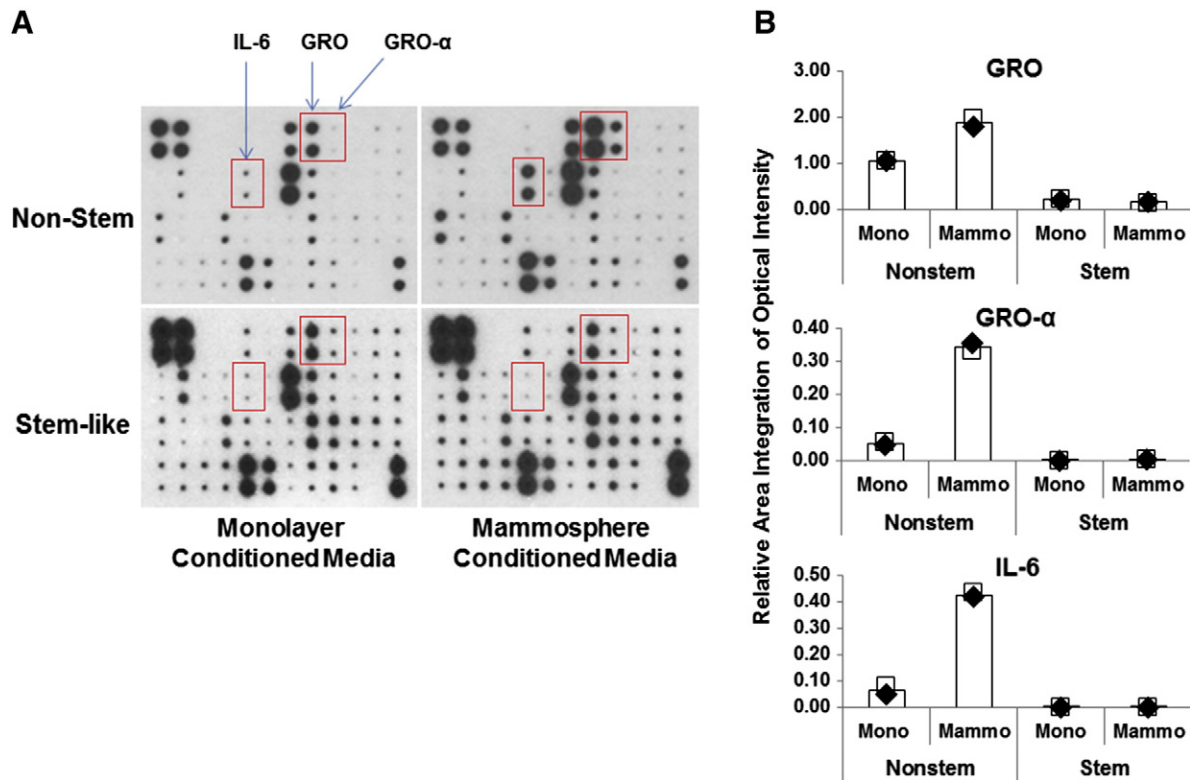 A
IL-6 GRO GRO-α
Non-Stem
Stem-like
Monolayer
Conditioned Media
Mammosphere
Conditioned Media
B
Relative Area Integration of Optical Intensity
GRO
3.00
2.00
1.00
0.00
Mono Mammo Mono Mammo
Nonstem Stem
GRO-α
0.40
0.30
0.20
0.10
0.00
Mono Mammo Mono Mammo
Nonstem Stem
IL-6
0.50
0.40
0.30
0.20
0.10
0.00
Mono Mammo Mono Mammo
Nonstem Stem